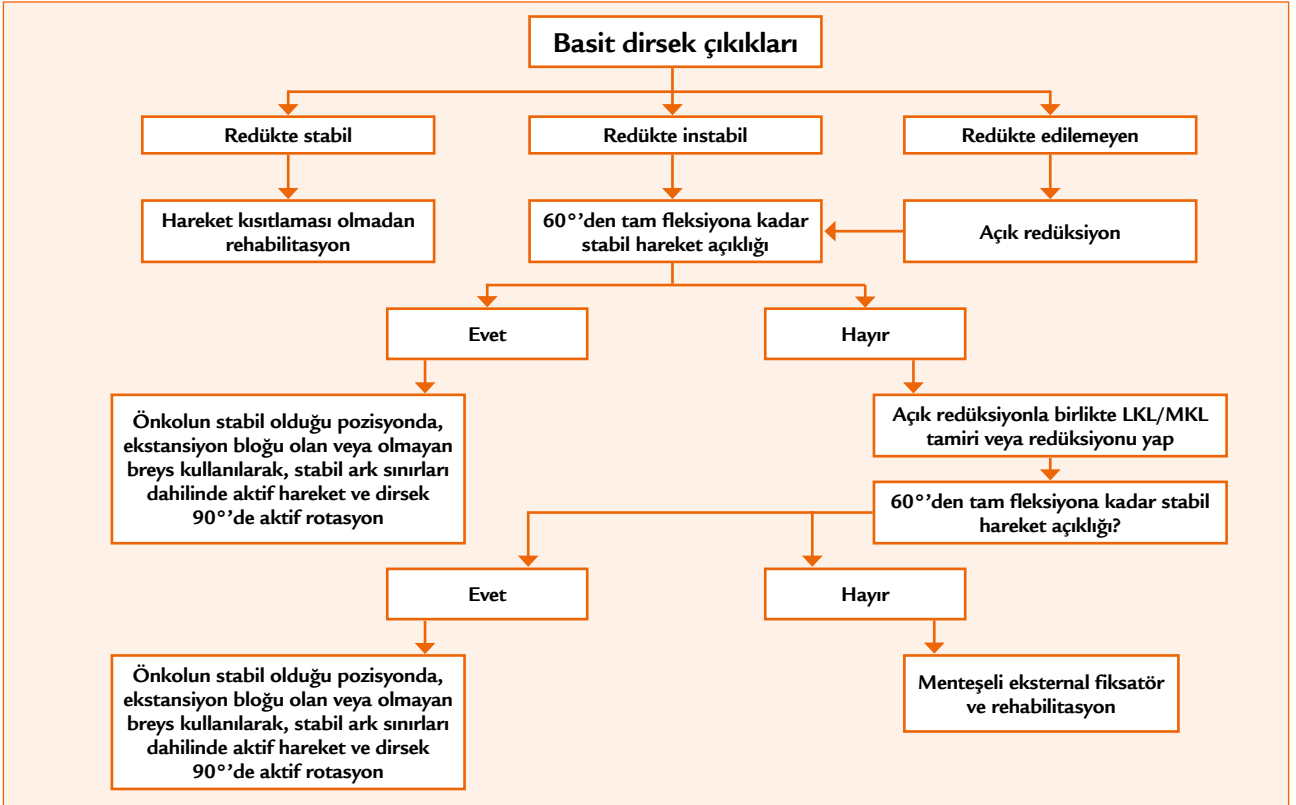 Basit dirsek çıkıkları
Redükte stabil
Redükte instabil
Redükte edilemeyen
Hareket kısıtlaması olmadan
rehabilitasyon
60°’den tam fleksiyona kadar
stabil hareket açıklığı
Açık redüksiyon
Evet
Hayır
Önkolun stabil olduğu pozisyonda,
ekstansiyon bloğu olan veya olmayan
breys kullanılarak, stabil ark sınırları
dahilinde aktif hareket ve dirsek
90°’de aktif rotasyon
Açık redüksiyonla birlikte LKL/MKL
tamiri veya redüksiyonu yap
60°’den tam fleksiyona kadar stabil
hareket açıklığı?
Evet
Hayır
Önkolun stabil olduğu pozisyonda,
ekstansiyon bloğu olan veya olmayan
breys kullanılarak, stabil ark sınırları
dahilinde aktif hareket ve dirsek
90°’de aktif rotasyon
Menteşeli eksternal fiksatör
ve rehabilitasyon